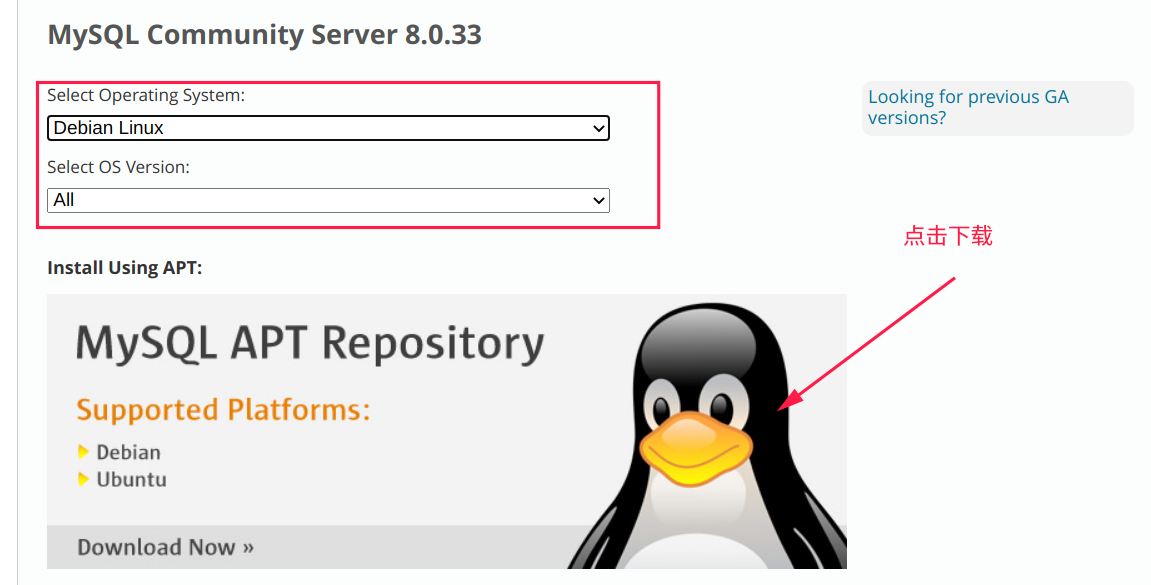 MySQL Community Server 8.0.33
Select Operating System:
Debian Linux
Select OS Version:
All
Looking for previous GA
versions?
点击下载
Install Using APT:
MySQL APT Repository
Supported Platforms:
Debian
Ubuntu
Download Now »